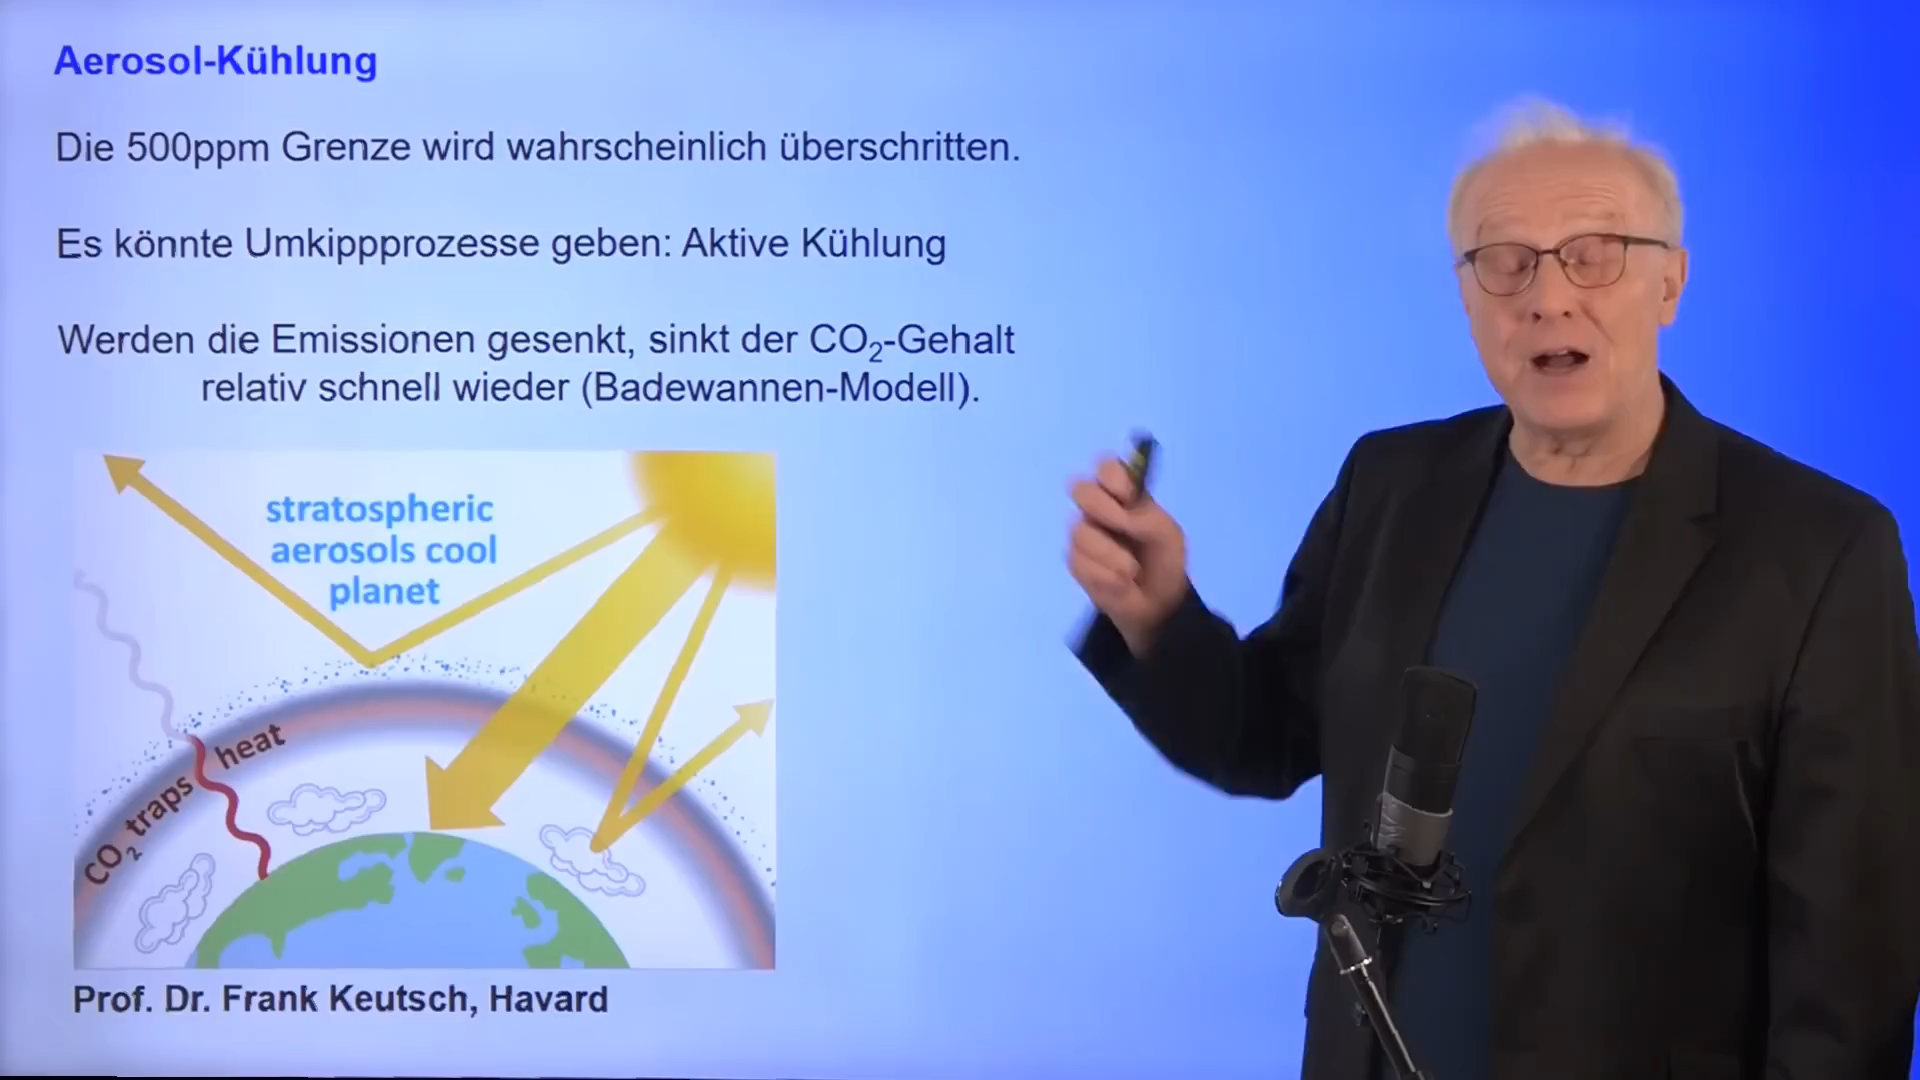 Aerosol-Kühlung
Die 500ppm Grenze wird wahrscheinlich überschritten.
Es könnte Umkippprozesse geben: Aktive Kühlung
Werden die Emissionen gesenkt, sinkt der CO₂-Gehalt
relativ schnell wieder (Badewannen-Modell).
stratospheric
aerosols cool
planet
CO₂ traps heat
Prof. Dr. Frank Keutsch, Havard